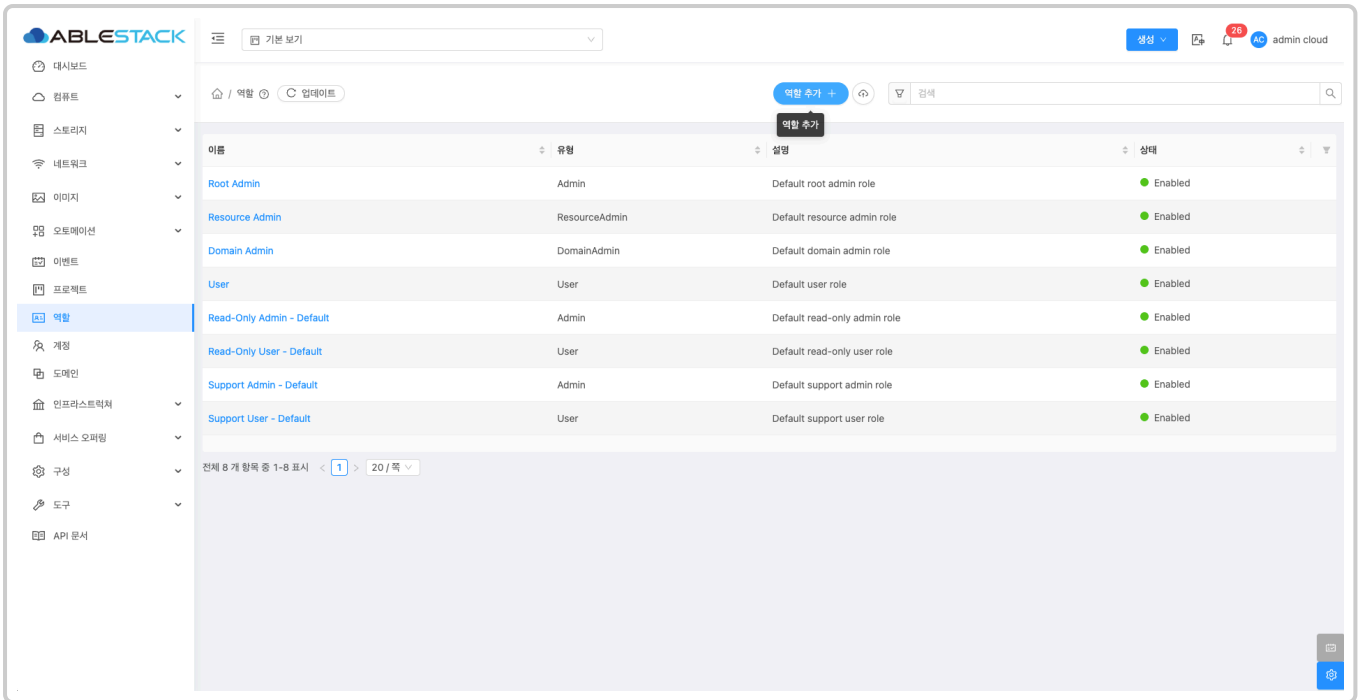 ABLESTACK
기본 보기
생성
26
AC
admin cloud
대시보드
컴퓨트
스토리지
네트워크
이미지
오토메이션
이벤트
프로젝트
역할
계정
도메인
인프라스트럭쳐
서비스 오퍼링
구성
도구
API 문서
/ 역할 업데이트
역할 추가 +
검색
역할 추가
이름 유형 설명 상태
Root Admin Admin Default root admin role Enabled
Resource Admin ResourceAdmin Default resource admin role Enabled
Domain Admin DomainAdmin Default domain admin role Enabled
User User Default user role Enabled
Read-Only Admin - Default Admin Default read-only admin role Enabled
Read-Only User - Default User Default read-only user role Enabled
Support Admin - Default Admin Default support admin role Enabled
Support User - Default User Default support user role Enabled
전체 8 개 항목 중 1-8 표시 < 1 > 20 / 쪽